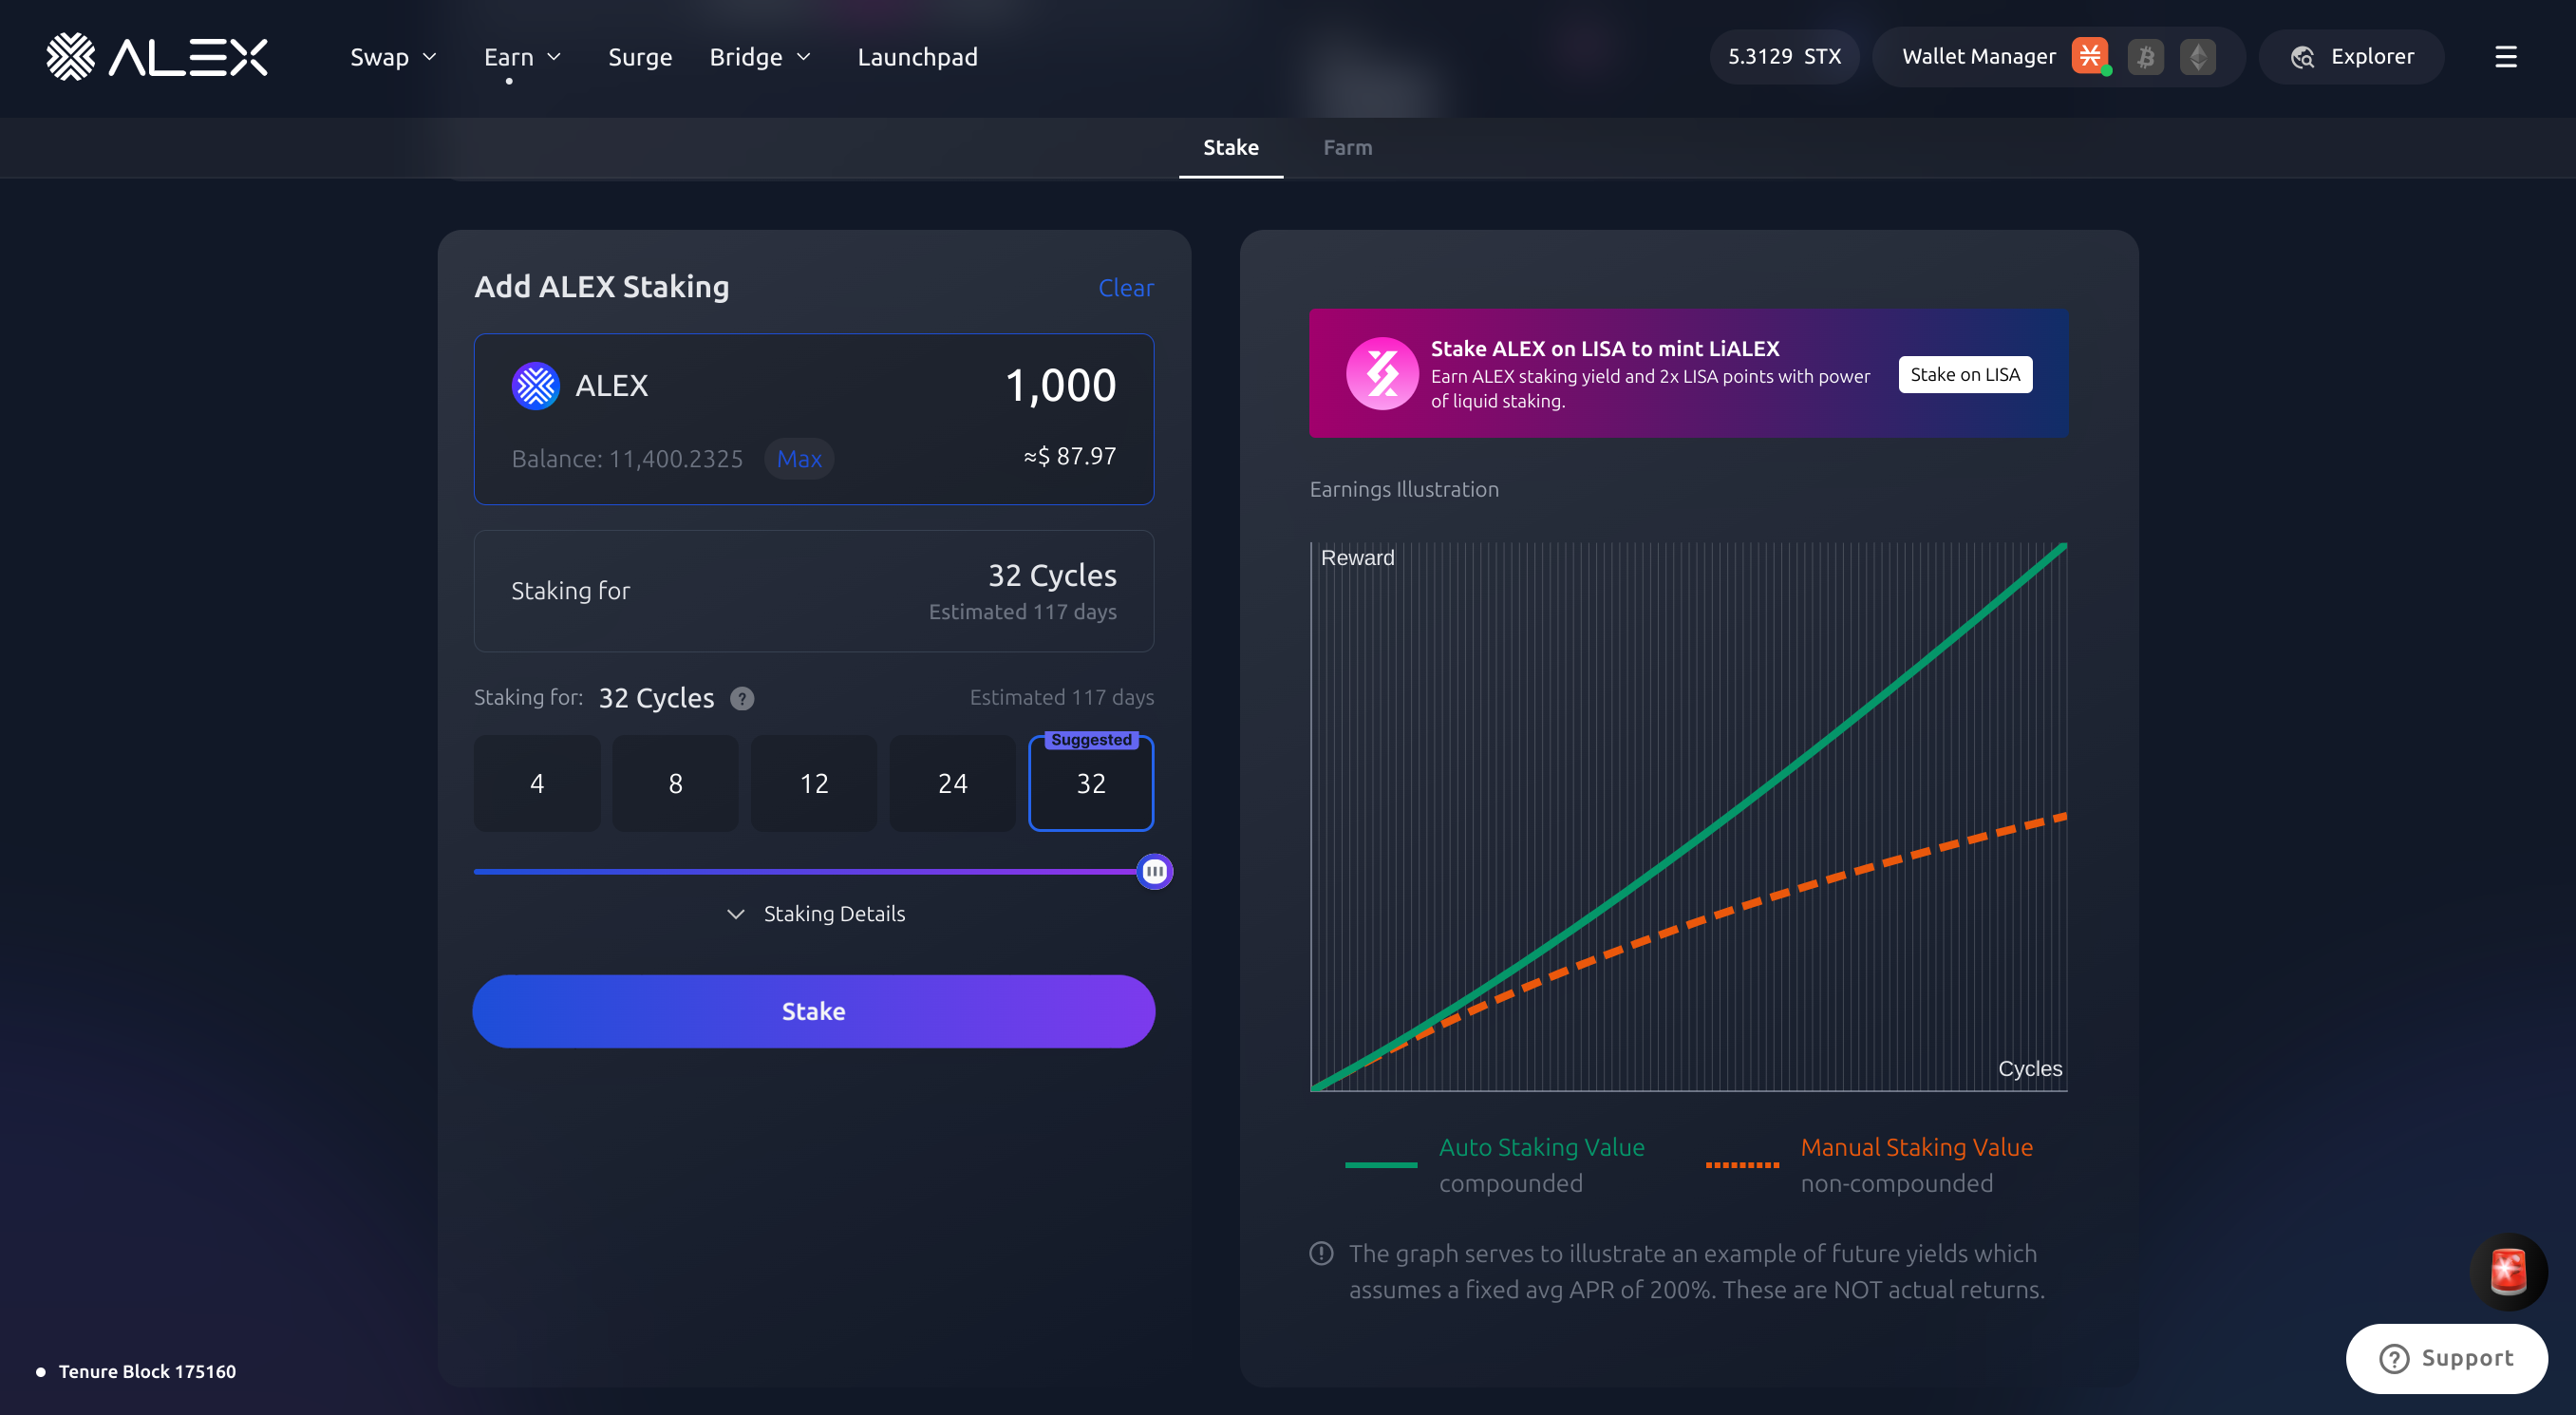 ALEX
Swap
Earn
Surge
Bridge
Launchpad
5.3129 STX
Wallet Manager
Explorer
Stake
Farm
Add ALEX Staking
Clear
ALEX
1,000
Balance: 11,400.2325
Max
≈$ 87.97
Staking for
32 Cycles
Estimated 117 days
Staking for: 32 Cycles ?
Estimated 117 days
Suggested
4
8
12
24
32
Staking Details
Stake
Stake ALEX on LISA to mint LiALEX
Earn ALEX staking yield and 2x LISA points with power
of liquid staking.
Stake on LISA
Earnings Illustration
Reward
Cycles
Auto Staking Value
compounded
Manual Staking Value
non-compounded
The graph serves to illustrate an example of future yields which
assumes a fixed avg APR of 200%. These are NOT actual returns.
Tenure Block 175160
? Support